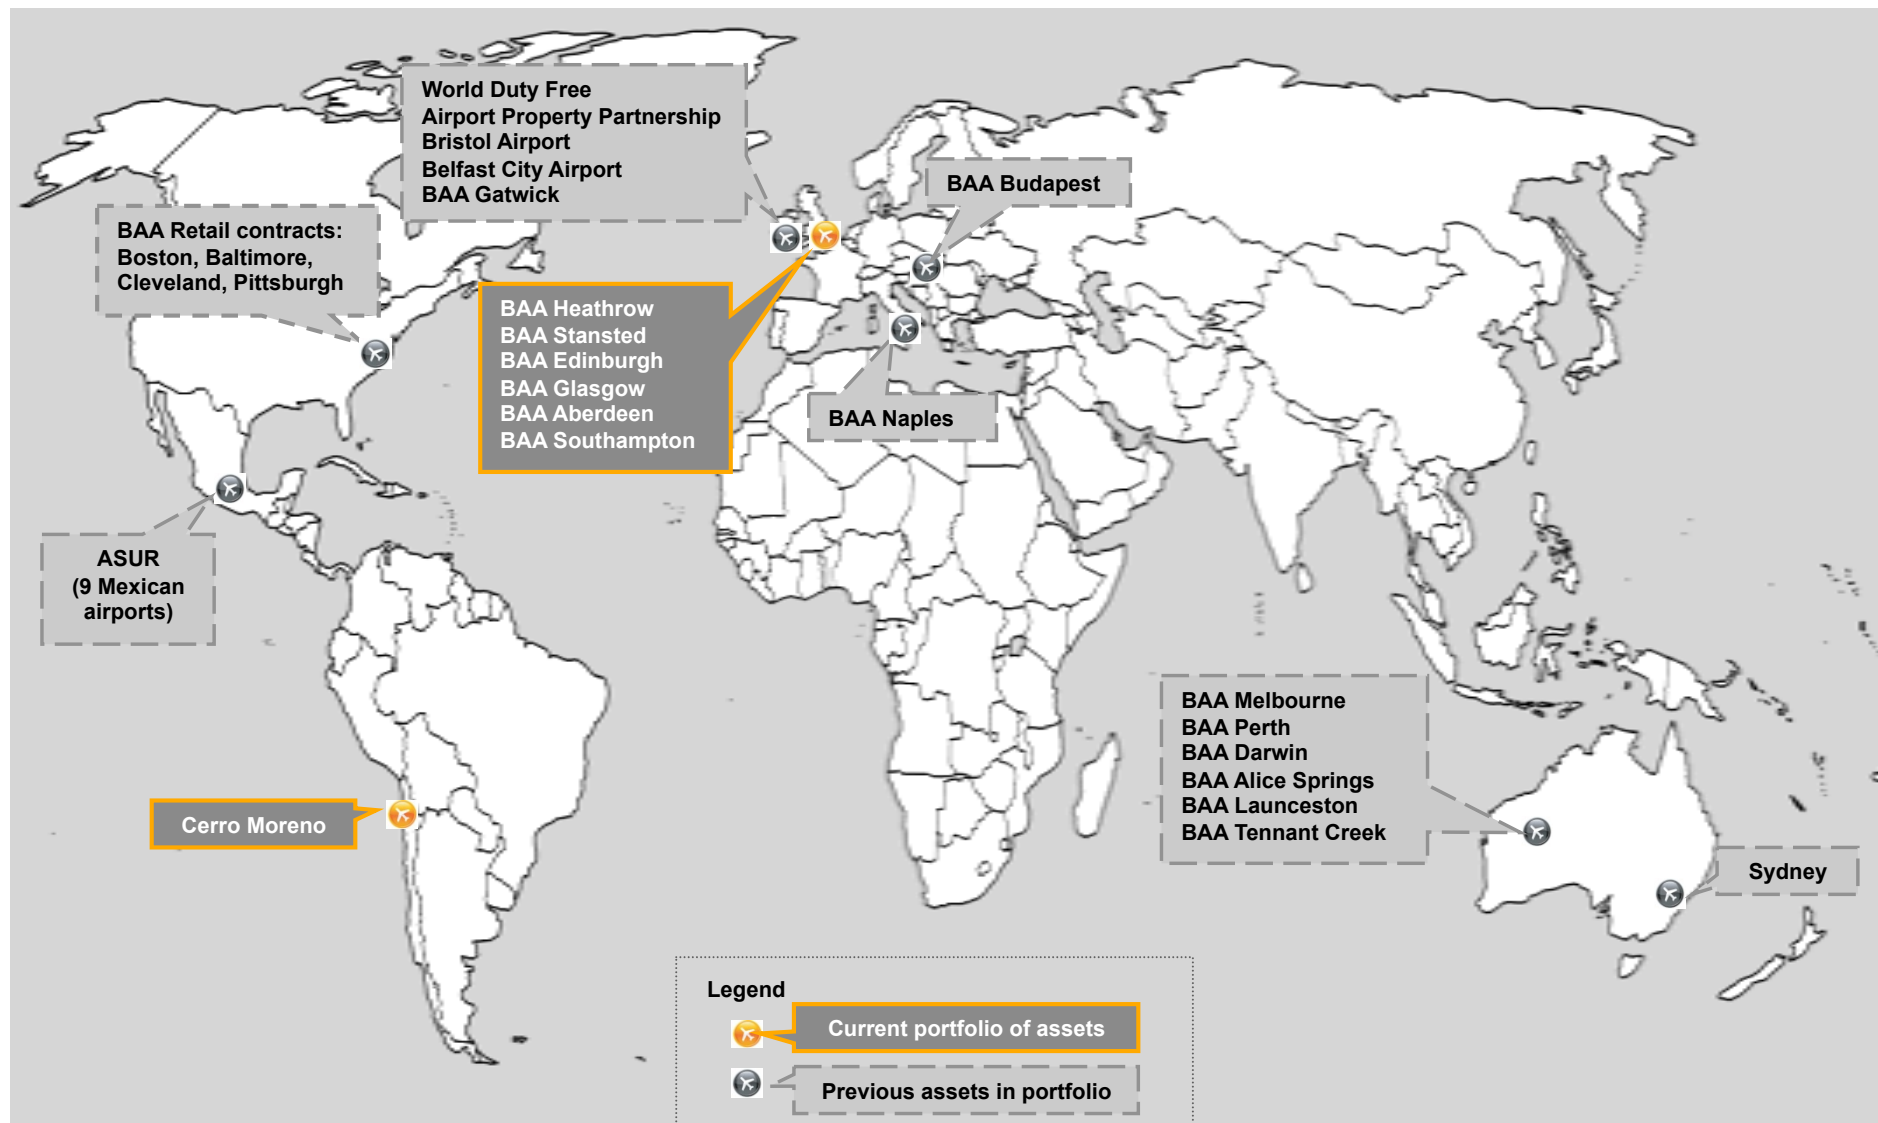 World Duty Free
Airport Property Partnership
Bristol Airport
Belfast City Airport
BAA Gatwick
BAA Budapest
BAA Retail contracts:
Boston, Baltimore,
Cleveland, Pittsburgh
BAA Heathrow
BAA Stansted
BAA Edinburgh
BAA Glasgow
BAA Aberdeen
BAA Southampton
BAA Naples
ASUR
(9 Mexican
airports)
BAA Melbourne
BAA Perth
BAA Darwin
BAA Alice Springs
BAA Launceston
BAA Tennant Creek
Cerro Moreno
Sydney
Legend
Current portfolio of assets
Previous assets in portfolio